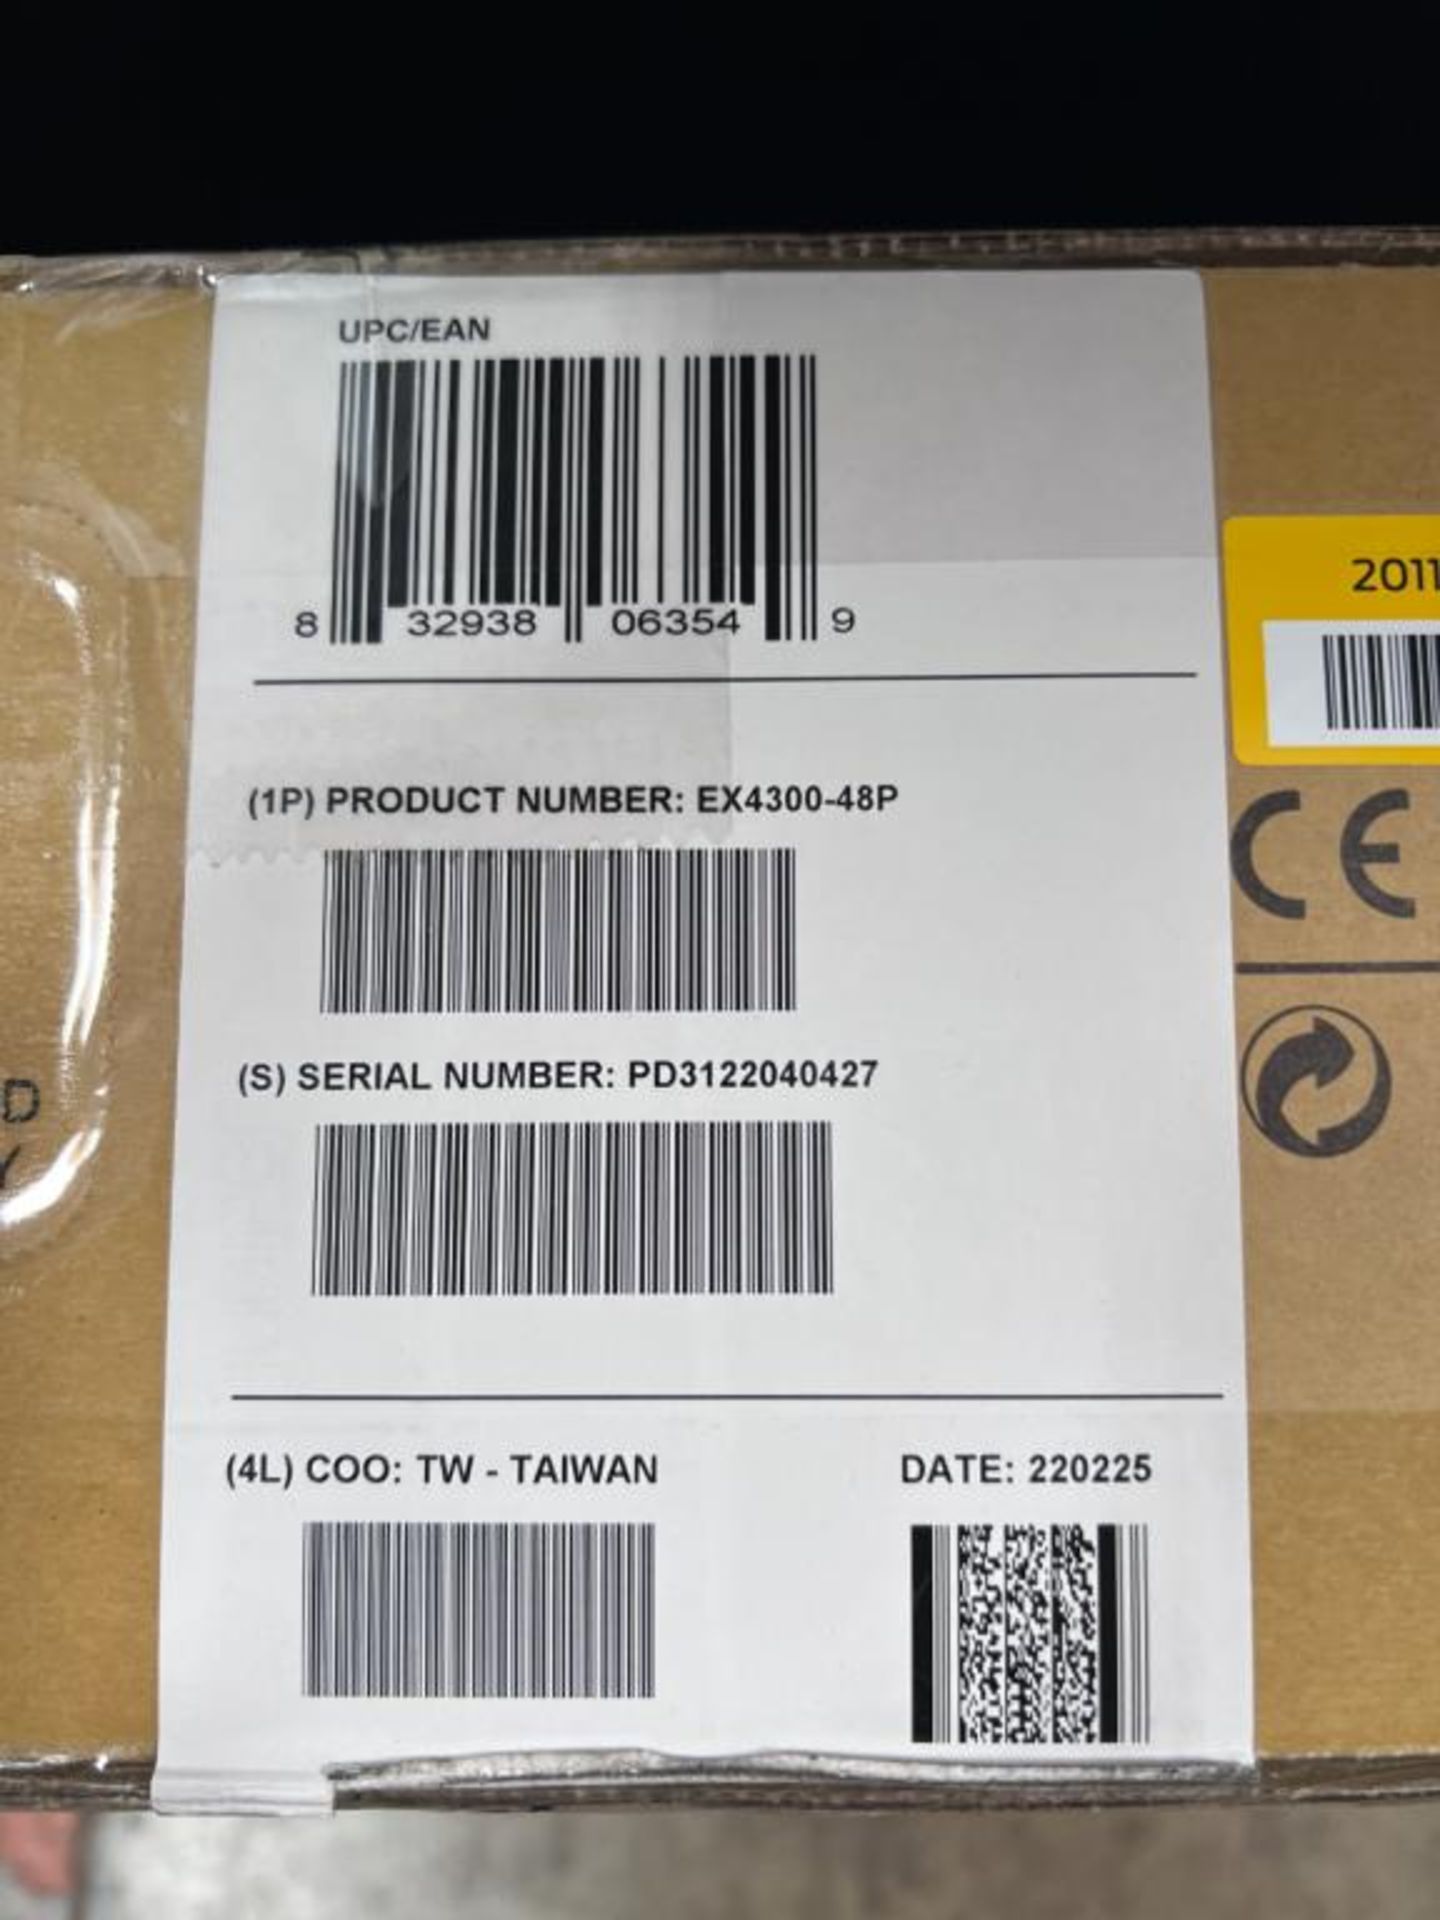 UPC/EAN
8 32938 06354 9
2011
(1P) PRODUCT NUMBER: EX4300-48P
CE
(S) SERIAL NUMBER: PD3122040427
D
Y
(4L) COO: TW - TAIWAN
DATE: 220225